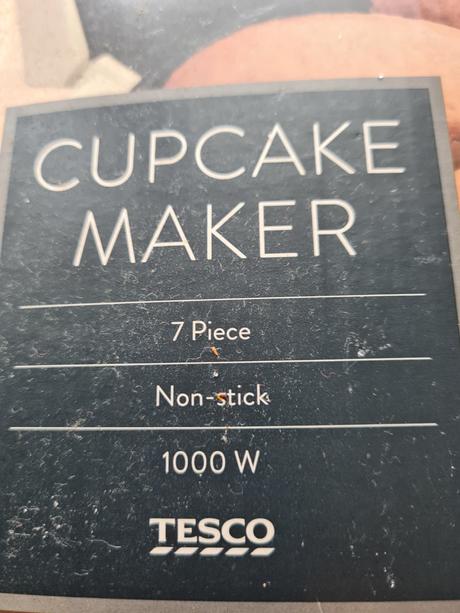 CUPCAKE
MAKER
7 Piece
Non-stick
1000 W
TESCO